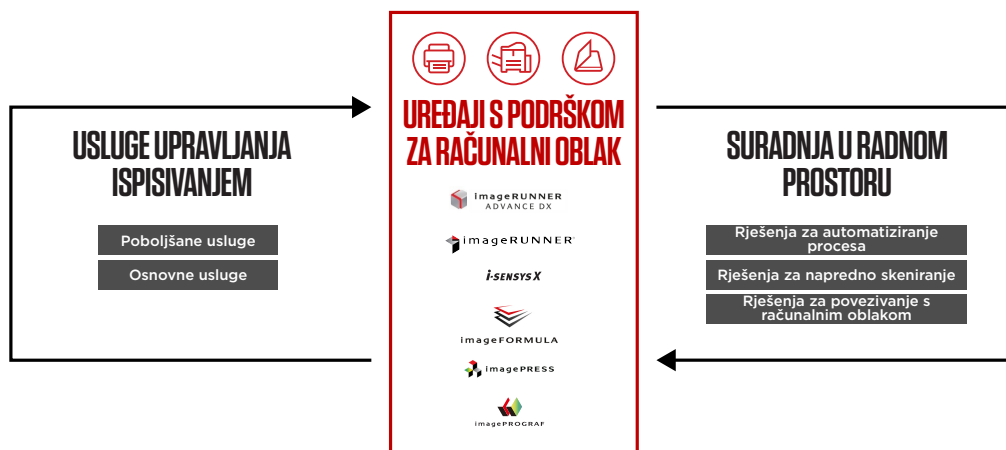 USLUGE UPRAVLJANJA
ISPISIVANJEM
Poboljšane usluge
Osnovne usluge
UREĐAJI S PODRŠKOM
ZA RAČUNALNI OBLAK
imageRUNNER
ADVANCE DX
imageRUNNER
i-SENSYS X
imageFORMULA
imagePRESS
imagePROGRAF
SURADNJA U RADNOM
PROSTORU
Rješenja za automatiziranje
procesa
Rješenja za napredno skeniranje
Rješenja za povezivanje s
računalnim oblakom